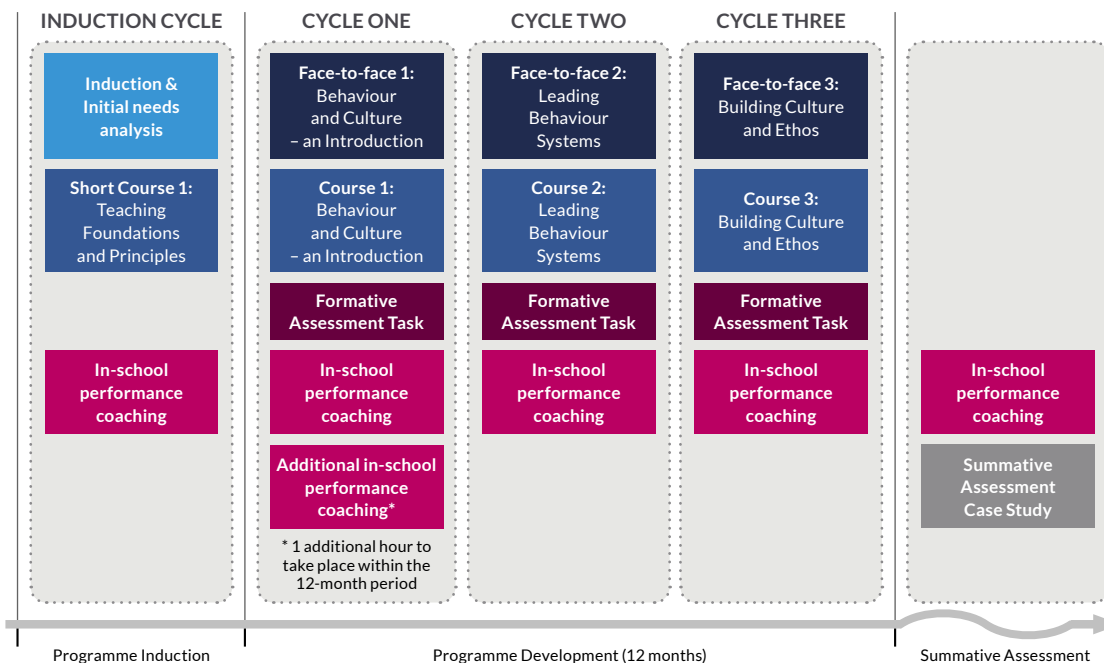 INDUCTION CYCLE
CYCLE ONE
CYCLE TWO
CYCLE THREE
Induction &
Initial needs
analysis
Short Course 1:
Teaching
Foundations
and Principles
In-school
performance
coaching
Face-to-face 1:
Behaviour
and Culture
– an Introduction
Course 1:
Behaviour
and Culture
– an Introduction
Formative
Assessment Task
In-school
performance
coaching
Additional in-school
performance
coaching*
* 1 additional hour to
take place within the
12-month period
Face-to-face 2:
Leading
Behaviour
Systems
Course 2:
Leading
Behaviour
Systems
Formative
Assessment Task
In-school
performance
coaching
Face-to-face 3:
Building Culture
and Ethos
Course 3:
Building Culture
and Ethos
Formative
Assessment Task
In-school
performance
coaching
In-school
performance
coaching
Summative
Assessment
Case Study
Programme Induction
Programme Development (12 months)
Summative Assessment